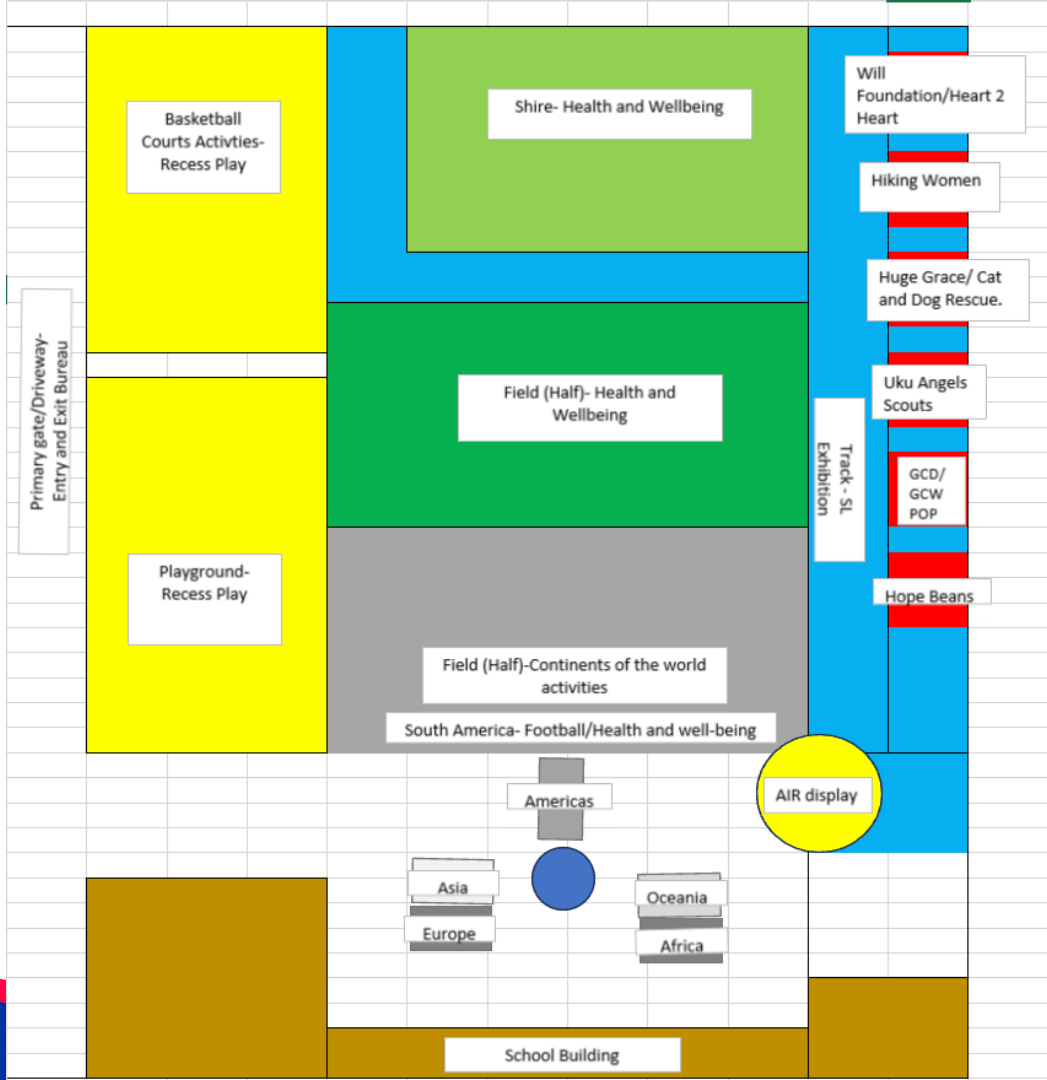 Will
Foundation/Heart 2
Heart
Shire- Health and Wellbeing
Basketball
Courts Activties-
Recess Play
Hiking Women
Huge Grace/ Cat
and Dog Rescue.
Primary gate/Driveway-
Entry and Exit Bureau
Field (Half)- Health and
Wellbeing
Uku Angels
Scouts
Track - SL
Exhibition
GCD/
GCW
POP
Playground-
Recess Play
Hope Beans
Field (Half)-Continents of the world
activities
South America- Football/Health and well-being
Americas
AIR display
Asia
Oceania
Europe
Africa
School Building